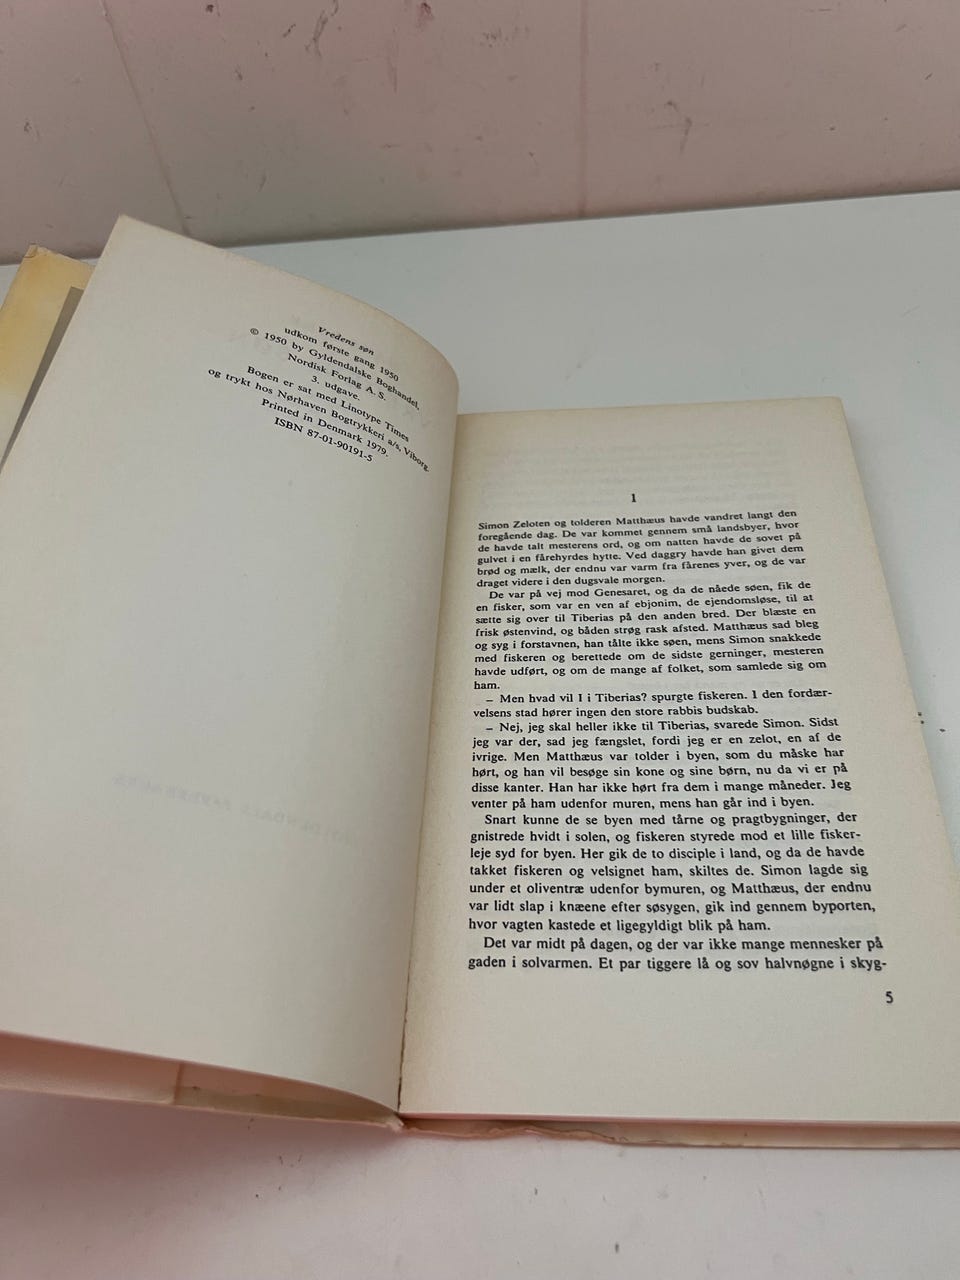 Vredens søn
udkom første gang 1950
© 1950 by Gyldendalske Boghandel,
Nordisk Forlag A. S.
3. udgave.
Bogen er sat med Linotype Times
og trykt hos Nørhaven Bogtrykkeri a/s, Viborg.
Printed in Denmark 1979.
ISBN 87-01-90191-5
1
Simon Zeloten og tolderen Matthæus havde vandret langt den
foregående dag. De var kommet gennem små landsbyer, hvor
de havde talt mesterens ord, og om natten havde de sovet på
gulvet i en fårehyrdes hytte. Ved daggry havde han givet dem
brød og mælk, der endnu var varm fra fårenes yver, og de var
draget videre i den dugsvale morgen.
De var på vej mod Genesaret, og da de nåede søen, fik de
en fisker, som var en ven af ebjonim, de ejendomsløse, til at
sætte sig over til Tiberias på den anden bred. Der blæste en
frisk østenvind, og båden strøg rask afsted. Matthæus sad bleg
og syg i forstavnen, han tålte ikke søen, mens Simon snakkede
med fiskeren og berettede om de sidste gerninger, mesteren
havde udført, og om de mange af folket, som samlede sig om
ham.
– Men hvad vil I i Tiberias? spurgte fiskeren. I den fordær-
velsens stad hører ingen den store rabbis budskab.
– Nej, jeg skal heller ikke til Tiberias, svarede Simon. Sidst
jeg var der, sad jeg fængslet, fordi jeg er en zelot, en af de
ivrige. Men Matthæus var tolder i byen, som du måske har
hørt, og han vil besøge sin kone og sine børn, nu da vi er på
disse kanter. Han har ikke hørt fra dem i mange måneder. Jeg
venter på ham udenfor muren, mens han går ind i byen.
Snart kunne de se byen med tårne og pragtbygninger, der
gnistrede hvidt i solen, og fiskeren styrede mod et lille fisker-
leje syd for byen. Her gik de to disciple i land, og da de havde
takket fiskeren og velsignet ham, skiltes de. Simon lagde sig
under et oliventræ udenfor bymuren, og Matthæus, der endnu
var lidt slap i knæene efter søsygen, gik ind gennem byporten,
hvor vagten kastede et ligegyldigt blik på ham.
Det var midt på dagen, og der var ikke mange mennesker på
gaden i solvarmen. Et par tiggere lå og sov halvnøgne i skyg-
5